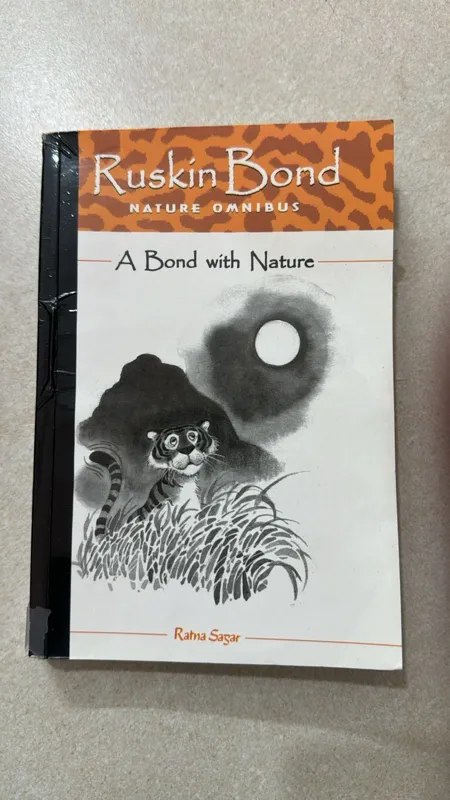 Ruskin Bond
NATURE OMNIBUS
A Bond with Nature
Ratna Sagar